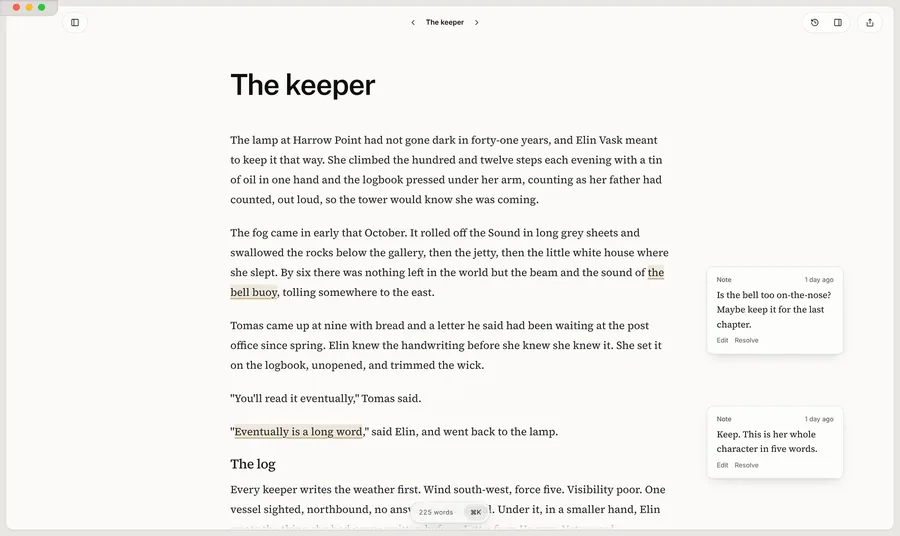 The keeper
The keeper
The lamp at Harrow Point had not gone dark in forty-one years, and Elin Vask meant
to keep it that way. She climbed the hundred and twelve steps each evening with a tin
of oil in one hand and the logbook pressed under her arm, counting as her father had
counted, out loud, so the tower would know she was coming.
The fog came in early that October. It rolled off the Sound in long grey sheets and
swallowed the rocks below the gallery, then the jetty, then the little white house where
she slept. By six there was nothing left in the world but the beam and the sound of the
bell buoy, tolling somewhere to the east.
Note 1 day ago
Is the bell too on-the-nose?
Maybe keep it for the last
chapter.
Edit Resolve
Tomas came up at nine with bread and a letter he said had been waiting at the post
office since spring. Elin knew the handwriting before she knew she knew it. She set it
on the logbook, unopened, and trimmed the wick.
"You'll read it eventually," Tomas said.
"Eventually is a long word," said Elin, and went back to the lamp.
Note 1 day ago
Keep. This is her whole
character in five words.
Edit Resolve
The log
Every keeper writes the weather first. Wind south-west, force five. Visibility poor. One
vessel sighted, northbound, no Under it, in a smaller hand, Elin
225 words ⌘K